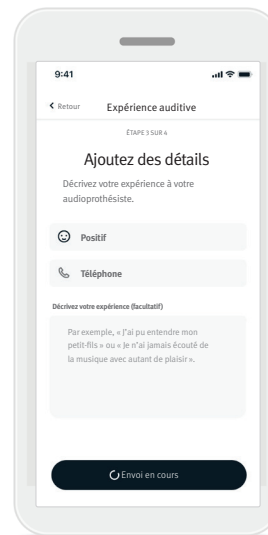 9:41
Retour Expérience auditive
ÉTAPE 3 SUR 4
Ajoutez des détails
Décrivez votre expérience à votre
audioprothésiste.
Positif
Téléphone
Décrivez votre expérience (facultatif)
Par exemple, « J'ai pu entendre mon
petit-fils » ou « Je n'ai jamais écouté de
la musique avec autant de plaisir ».
Envoi en cours